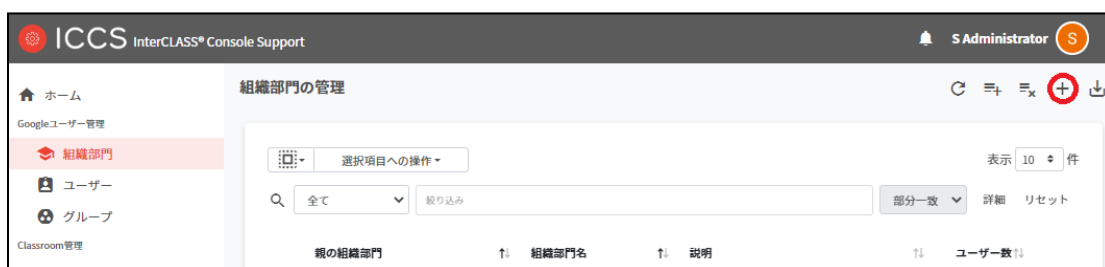 ICCS InterCLASS® Console Support
S Administrator S
ホーム
組織部門の管理
Googleユーザー管理
組織部門
選択項目への操作
表示 10 件
ユーザー
全て 絞り込み 部分一致 詳細 リセット
グループ
Classroom管理
親の組織部門 組織部門名 説明 ユーザー数